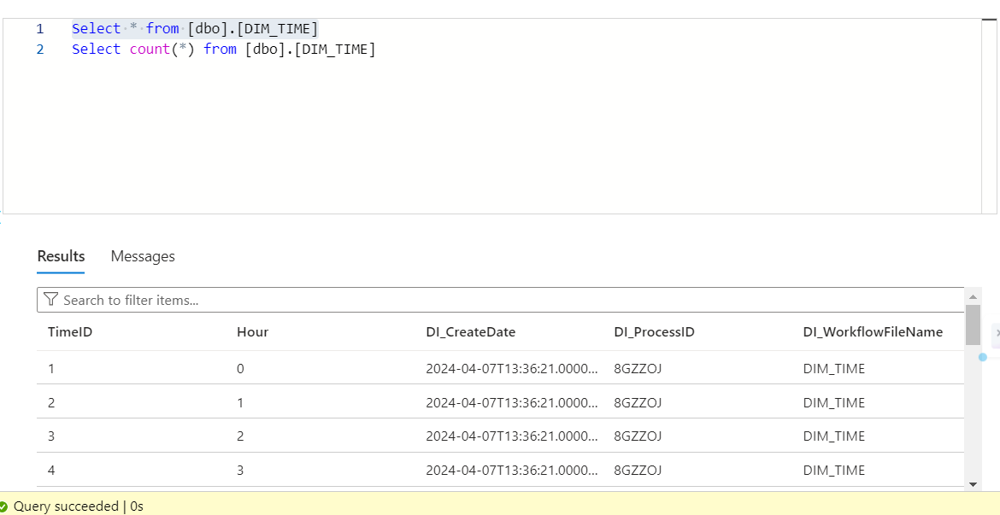 1 Select * from [dbo].[DIM_TIME]
2 Select count(*) from [dbo].[DIM_TIME]
Results Messages
Search to filter items...
TimeID Hour DI_CreateDate DI_ProcessID DI_WorkflowFileName
1 0 2024-04-07T13:36:21.0000... 8GZZOJ DIM_TIME
2 1 2024-04-07T13:36:21.0000... 8GZZOJ DIM_TIME
3 2 2024-04-07T13:36:21.0000... 8GZZOJ DIM_TIME
4 3 2024-04-07T13:36:21.0000... 8GZZOJ DIM_TIME
Query succeeded | 0s